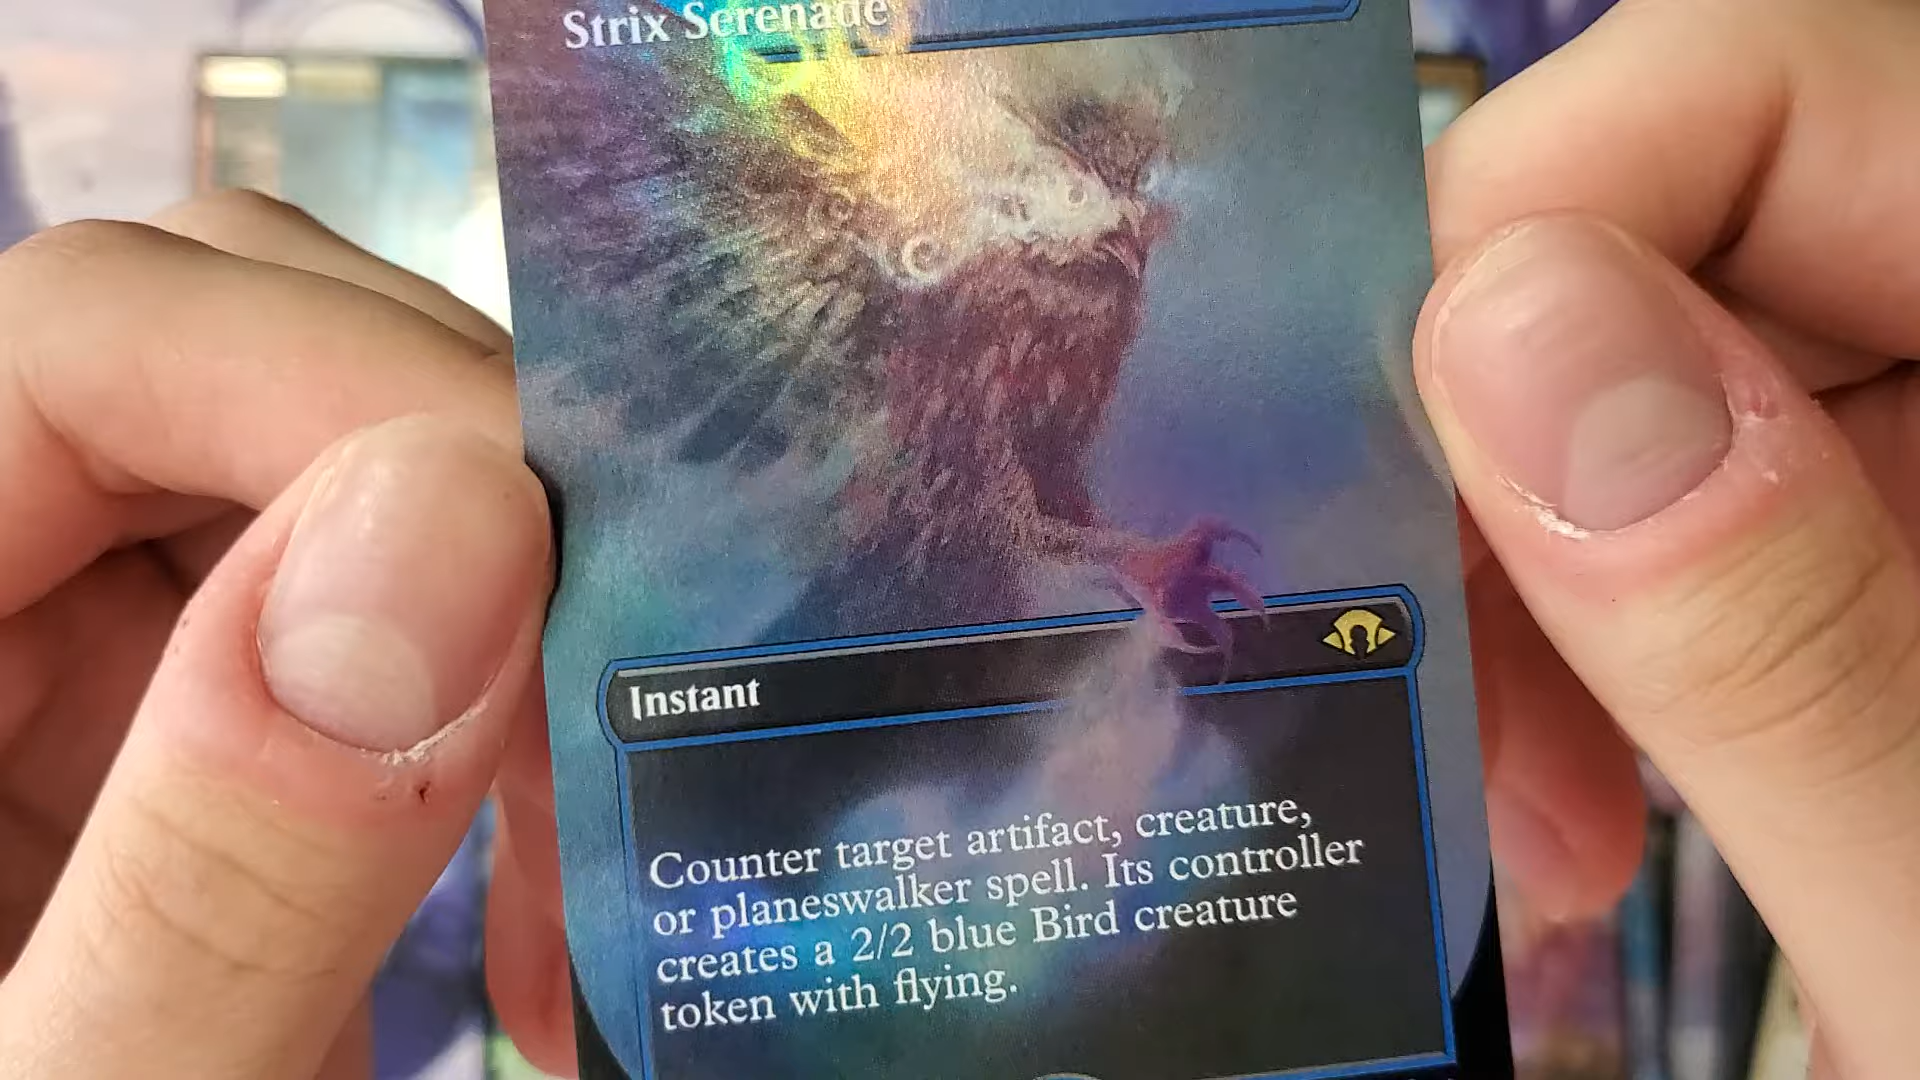 Strix Serenade
Instant
Counter target artifact, creature,
or planeswalker spell. Its controller
creates a 2/2 blue Bird creature
token with flying.